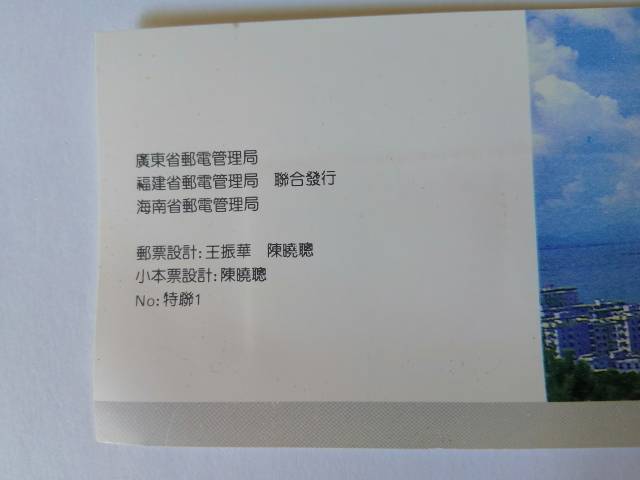 廣東省郵電管理局
福建省郵電管理局　聯合發行
海南省郵電管理局
郵票設計:王振華　陳曉聰
小本票設計:陳曉聰
No:特聯1